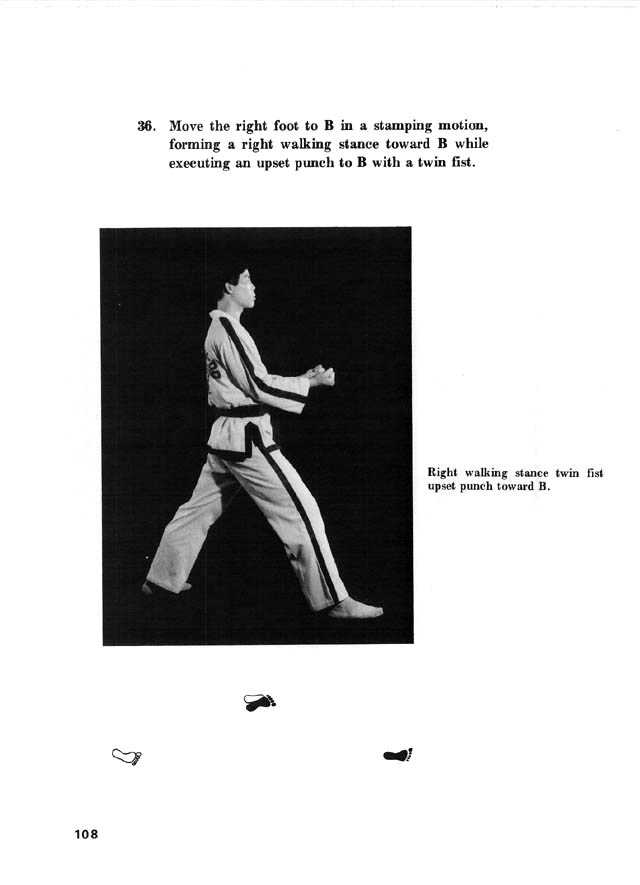 36. Move the right foot to B in a stamping motion,
forming a right walking stance toward B while
executing an upset punch to B with a twin fist.
Right walking stance twin fist
upset punch toward B.
108